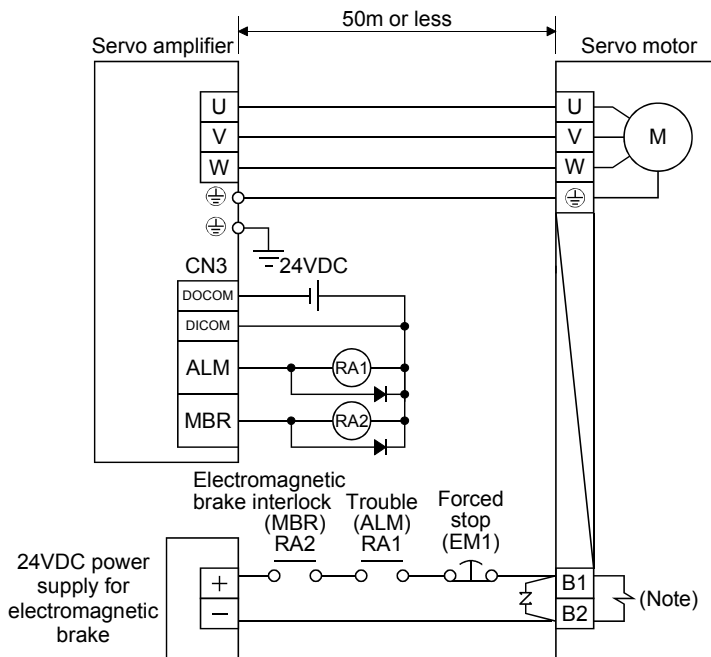 50m or less
Servo amplifier
Servo motor
U
U
V
V
M
W
W
CN3
24VDC
DOCOM
DICOM
ALM
RA1
MBR
RA2
Electromagnetic
brake interlock
(MBR)
RA2
Trouble
(ALM)
RA1
Forced
stop
(EM1)
24VDC power
supply for
electromagnetic
brake
+
−
B1
B2
(Note)